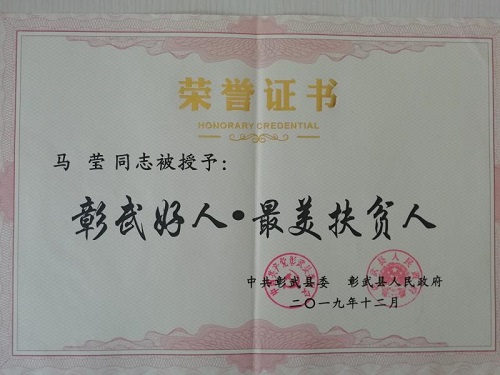 荣誉证书
HONORARY CREDENTIAL
马 莹 同志被授予：
彰武好人·最美扶贫人
中共彰武县委 彰武县人民政府
二〇一九年十二月